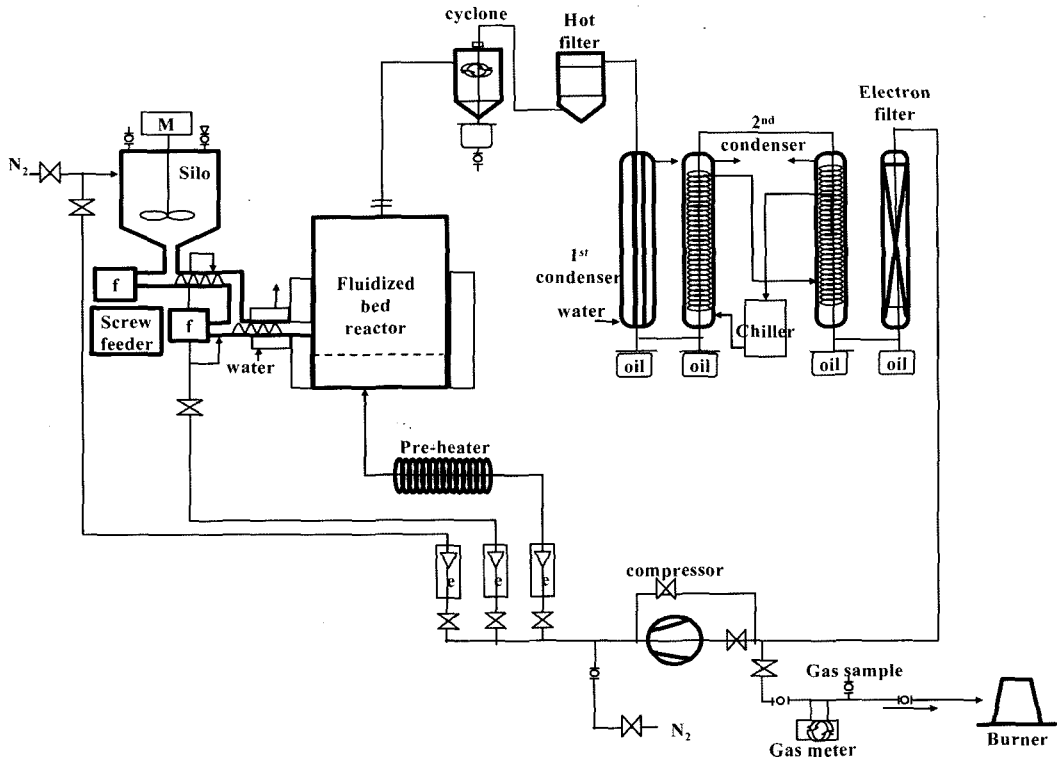 cyclone
Hot
filter
Electron
filter
2nd
condenser
M
N2
Silo
f
Screw
feeder
f
water
Fluidized
bed
reactor
1st
condenser
water
Chiller
oil
oil
oil
oil
Pre-heater
e
e
e
compressor
Gas sample
N2
Gas meter
Burner